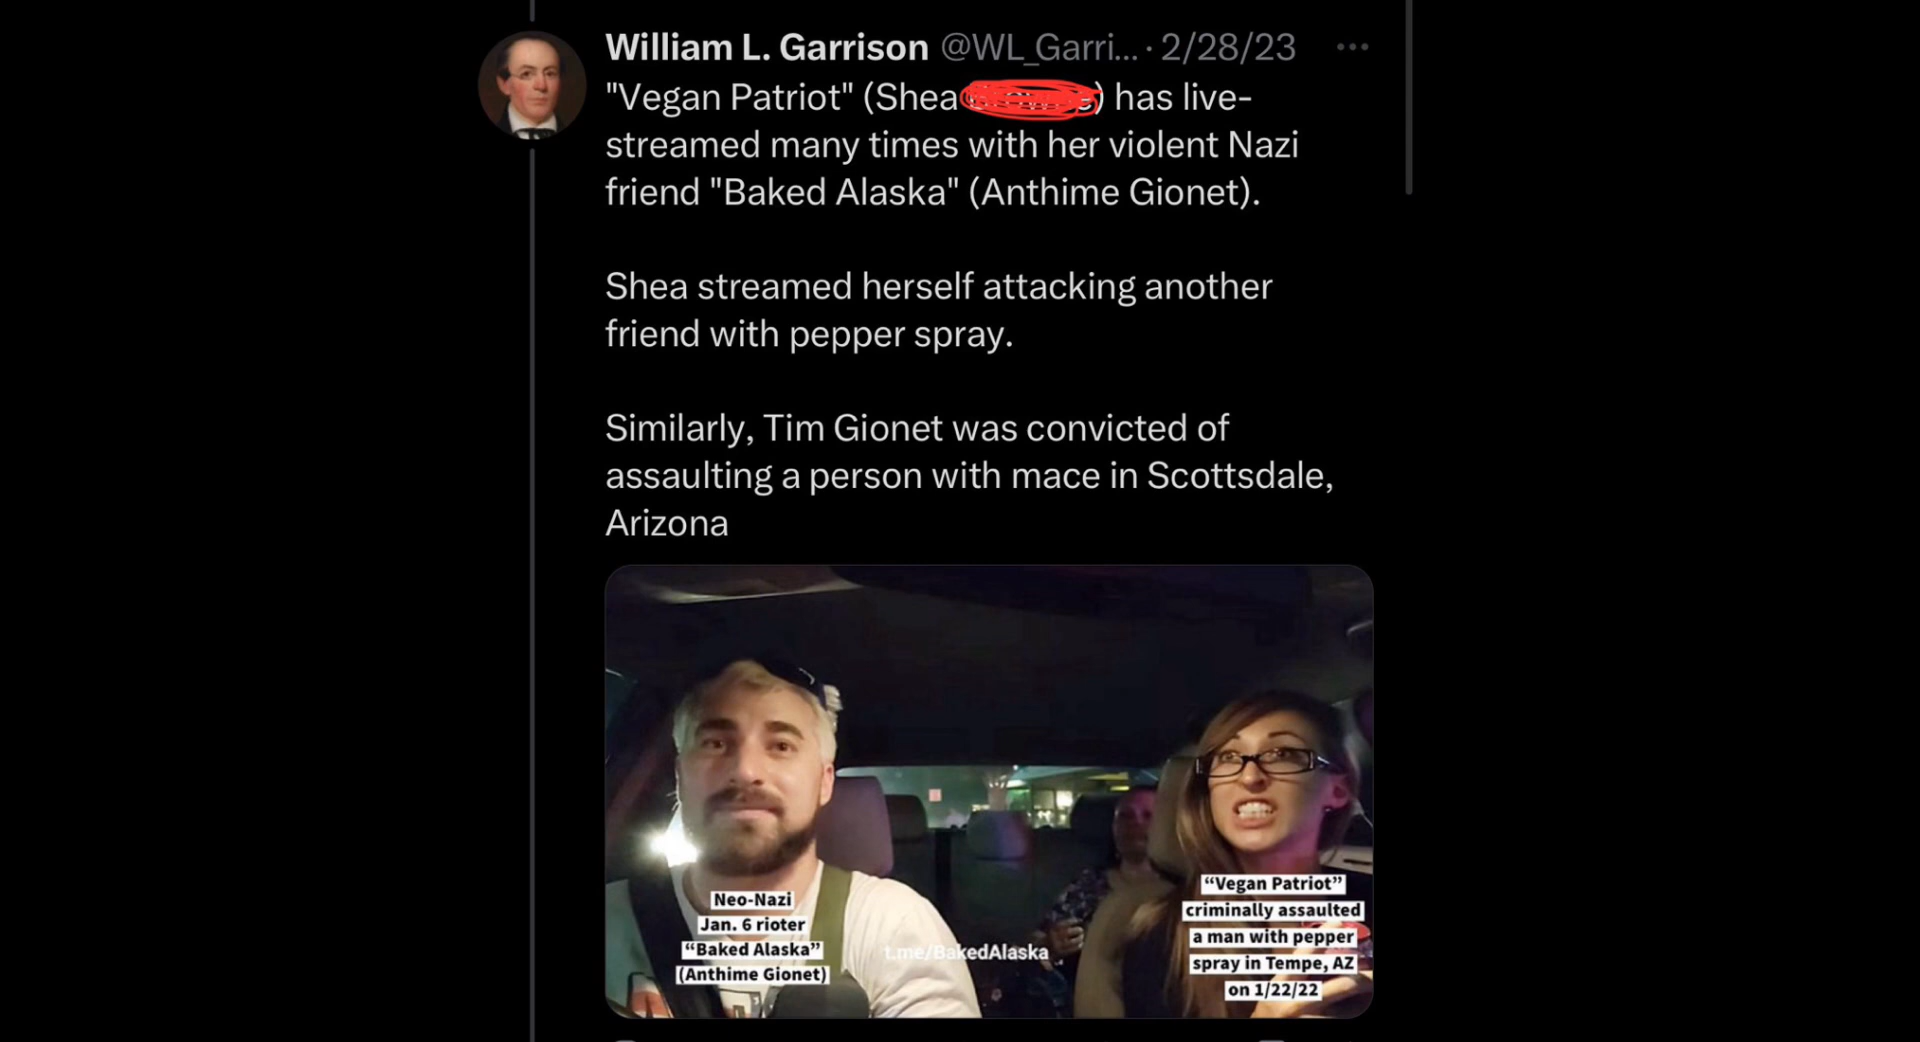 William L. Garrison @WL_Garri... · 2/28/23
"Vegan Patriot" (Shea ) has live-
streamed many times with her violent Nazi
friend "Baked Alaska" (Anthime Gionet).
Shea streamed herself attacking another
friend with pepper spray.
Similarly, Tim Gionet was convicted of
assaulting a person with mace in Scottsdale,
Arizona
Neo-Nazi
Jan. 6 rioter
“Baked Alaska”
(Anthime Gionet)
t.me/BakedAlaska
“Vegan Patriot”
criminally assaulted
a man with pepper
spray in Tempe, AZ
on 1/22/22